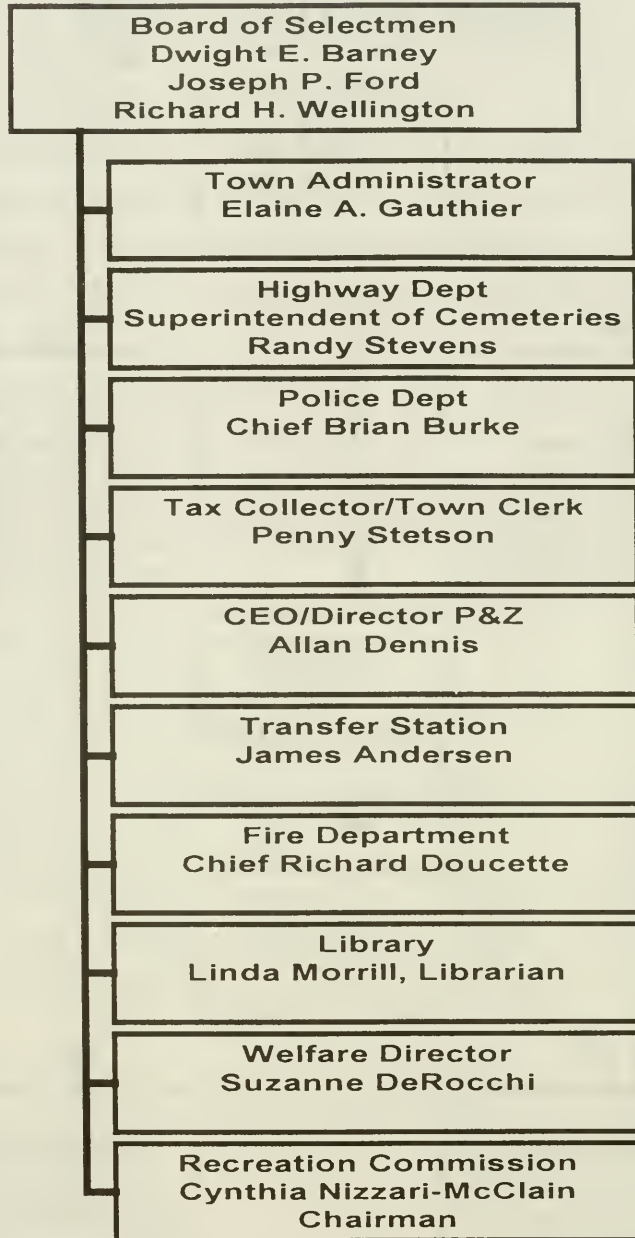 Board of Selectmen
Dwight E. Barney
Joseph P. Ford
Richard H. Wellington
Town Administrator
Elaine A. Gauthier
Highway Dept
Superintendent of Cemeteries
Randy Stevens
Police Dept
Chief Brian Burke
Tax Collector/Town Clerk
Penny Stetson
CEO/Director P&Z
Allan Dennis
Transfer Station
James Andersen
Fire Department
Chief Richard Doucette
Library
Linda Morrill, Librarian
Welfare Director
Suzanne DeRocchi
Recreation Commission
Cynthia Nizzari-McClain
Chairman